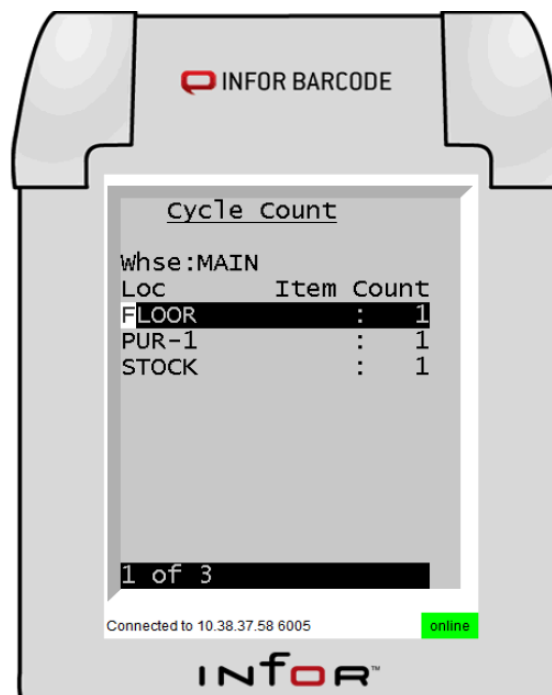 INFOR BARCODE
Cycle Count
Whse:MAIN
Loc Item Count
FLOOR : 1
PUR-1 : 1
STOCK : 1
1 of 3
Connected to 10.38.37.58 6005 online
infor™